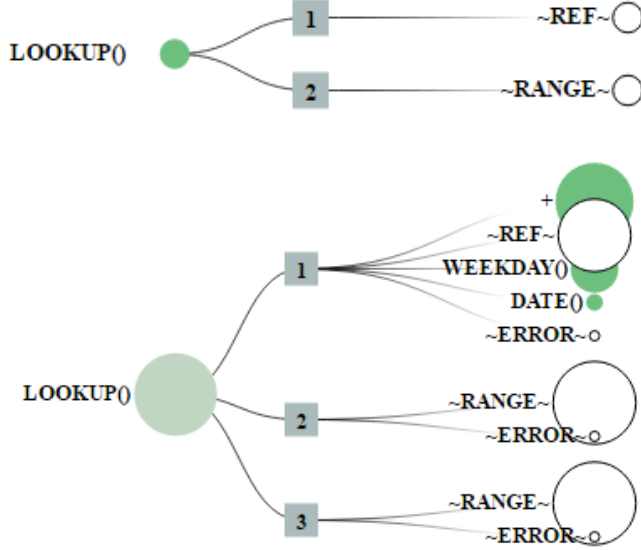 1
~REF~
LOOKUP()
2
~RANGE~
+
~REF~
1
WEEKDAY()
DATE()
~ERROR~
LOOKUP()
~RANGE~
2
~ERROR~
~RANGE~
3
~ERROR~